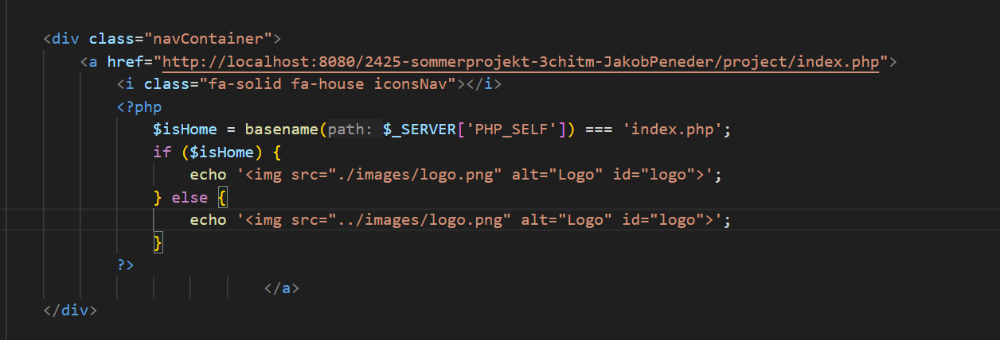 <div class="navContainer">
<a href="http://localhost:8080/2425-sommerprojekt-3chitm-JakobPeneder/project/index.php">
<i class="fa-solid fa-house iconsNav"></i>
<?php
$isHome = basename(path: $_SERVER['PHP_SELF']) === 'index.php';
if ($isHome) {
echo '<img src="./images/logo.png" alt="Logo" id="logo">';
} else {
echo '<img src="../images/logo.png" alt="Logo" id="logo">';
}
?>
</a>
</div>